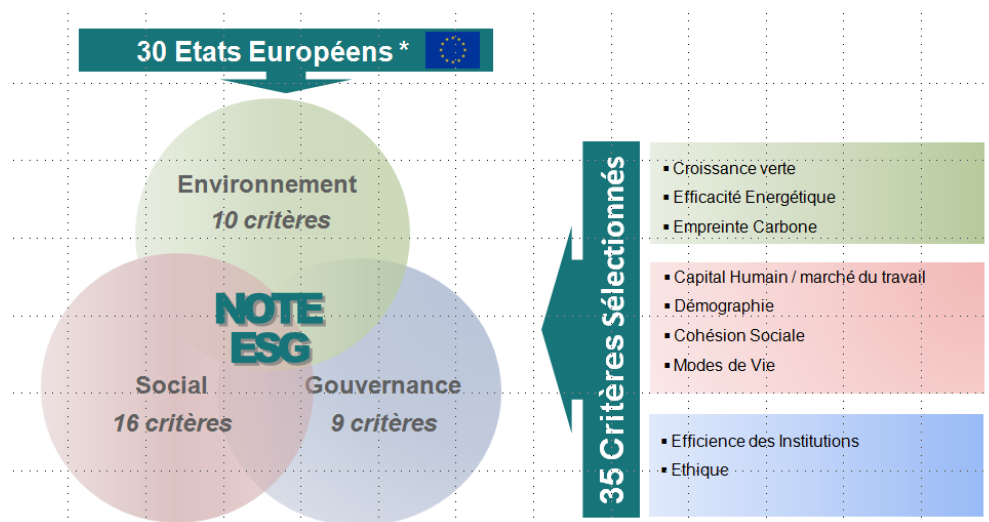 30 Etats Européens *
Environnement
10 critères
NOTE
ESG
Social
16 critères
Gouvernance
9 critères
35 Critères Sélectionnés
▪ Croissance verte
▪ Efficacité Energétique
▪ Empreinte Carbone
▪ Capital Humain / marché du travail
▪ Démographie
▪ Cohésion Sociale
▪ Modes de Vie
▪ Efficience des Institutions
▪ Ethique